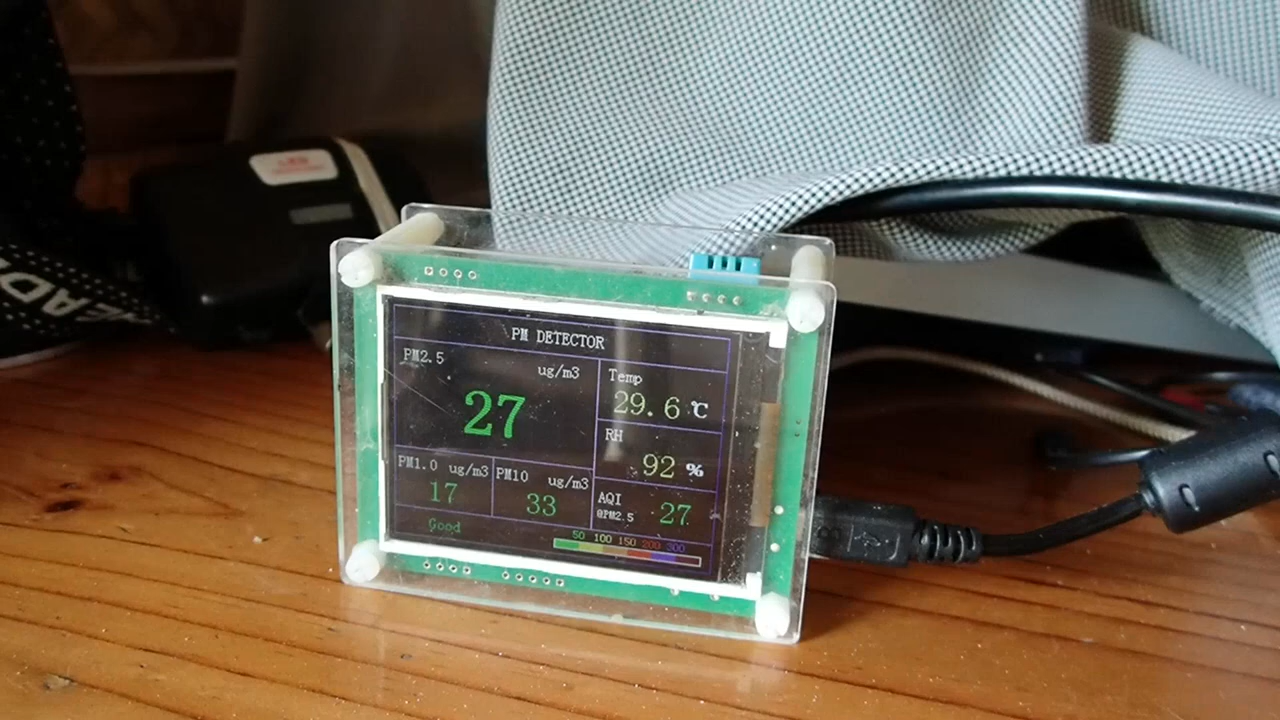 PM DETECTOR
PM2.5
ug/m3
27
Temp
29.6 ℃
RH
92 %
PM1.0 ug/m3
17
PM10 ug/m3
33
AQI
@PM2.5
27
Good
50 100 150 200 300
EAD